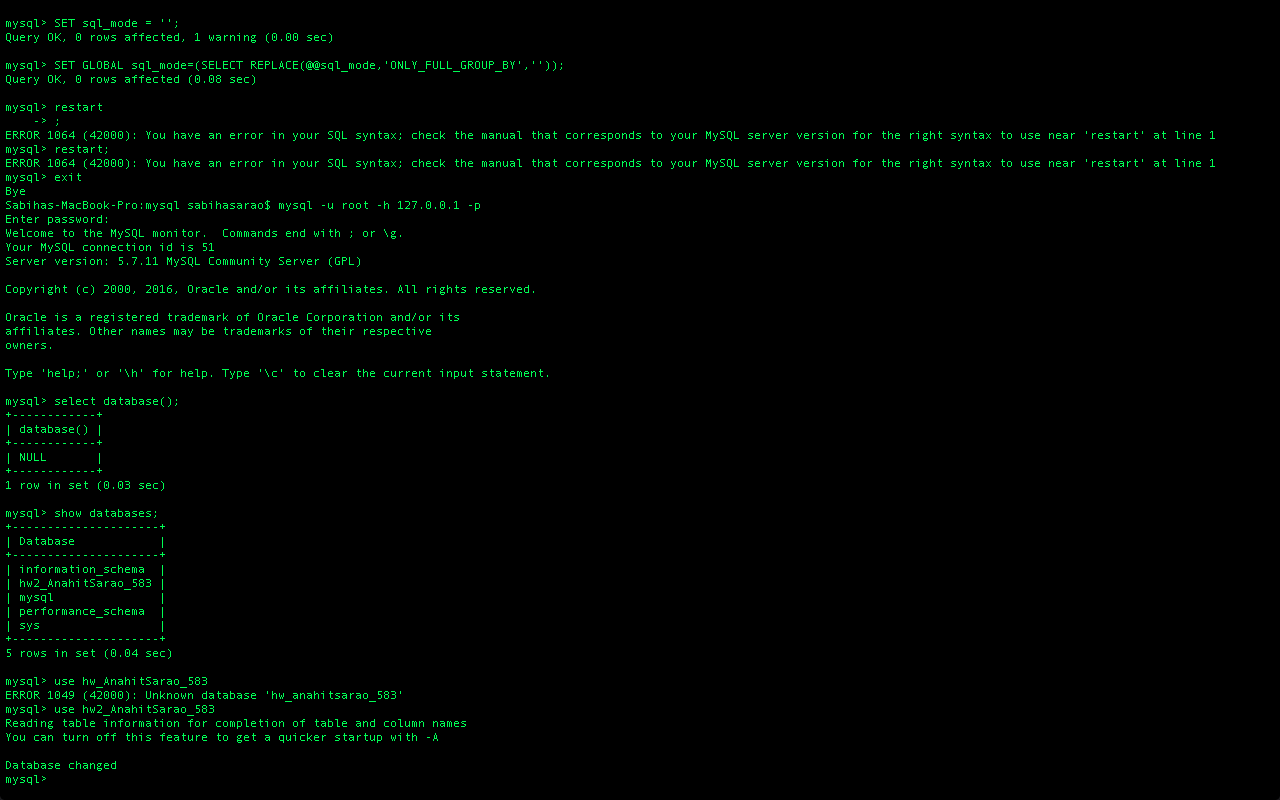 mysql> SET sql_mode = '';
Query OK, 0 rows affected, 1 warning (0.00 sec)
mysql> SET GLOBAL sql_mode=(SELECT REPLACE(@@sql_mode,'ONLY_FULL_GROUP_BY',''));
Query OK, 0 rows affected (0.08 sec)
mysql> restart
    -> ;
ERROR 1064 (42000): You have an error in your SQL syntax; check the manual that corresponds to your MySQL server version for the right syntax to use near 'restart' at line 1
mysql> restart;
ERROR 1064 (42000): You have an error in your SQL syntax; check the manual that corresponds to your MySQL server version for the right syntax to use near 'restart' at line 1
mysql> exit
Bye
Sabihas-MacBook-Pro:mysql sabihasarao$ mysql -u root -h 127.0.0.1 -p
Enter password:
Welcome to the MySQL monitor.  Commands end with ; or \g.
Your MySQL connection id is 51
Server version: 5.7.11 MySQL Community Server (GPL)
Copyright (c) 2000, 2016, Oracle and/or its affiliates. All rights reserved.
Oracle is a registered trademark of Oracle Corporation and/or its
affiliates. Other names may be trademarks of their respective
owners.
Type 'help;' or '\h' for help. Type '\c' to clear the current input statement.
mysql> select database();
+------------+
| database() |
+------------+
| NULL       |
+------------+
1 row in set (0.03 sec)
mysql> show databases;
+---------------------+
| Database            |
+---------------------+
| information_schema  |
| hw2_AnahitSarao_583 |
| mysql               |
| performance_schema  |
| sys                 |
+---------------------+
5 rows in set (0.04 sec)
mysql> use hw_AnahitSarao_583
ERROR 1049 (42000): Unknown database 'hw_anahitsarao_583'
mysql> use hw2_AnahitSarao_583
Reading table information for completion of table and column names
You can turn off this feature to get a quicker startup with -A
Database changed
mysql>